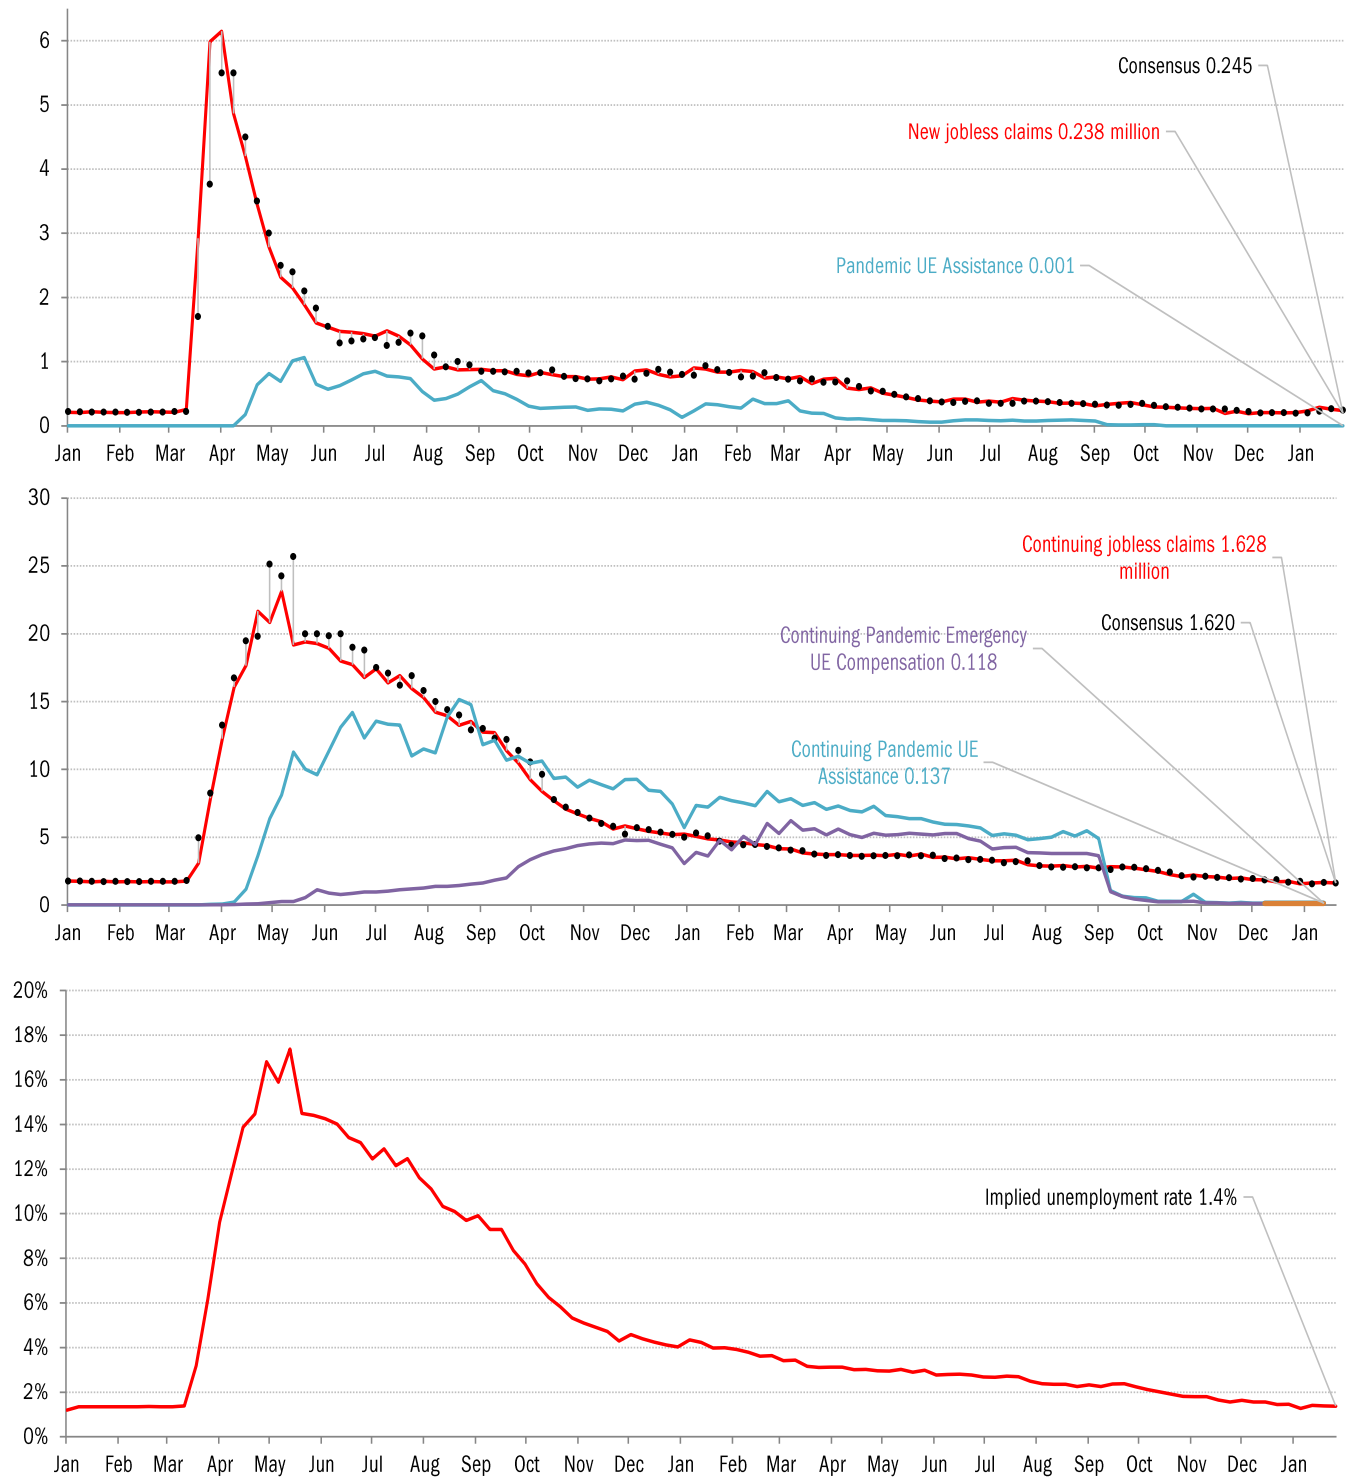 6
Consensus 0.245
5
New jobless claims 0.238 million
4
3
Pandemic UE Assistance 0.001
2
1
0
Jan Feb Mar Apr May Jun Jul Aug Sep Oct Nov Dec Jan Feb Mar Apr May Jun Jul Aug Sep Oct Nov Dec Jan
30
Continuing jobless claims 1.628
million
25
Consensus 1.620
20
Continuing Pandemic Emergency
UE Compensation 0.118
15
Continuing Pandemic UE
Assistance 0.137
10
5
0
Jan Feb Mar Apr May Jun Jul Aug Sep Oct Nov Dec Jan Feb Mar Apr May Jun Jul Aug Sep Oct Nov Dec Jan
20%
18%
16%
14%
12%
Implied unemployment rate 1.4%
10%
8%
6%
4%
2%
0%
Jan Feb Mar Apr May Jun Jul Aug Sep Oct Nov Dec Jan Feb Mar Apr May Jun Jul Aug Sep Oct Nov Dec Jan